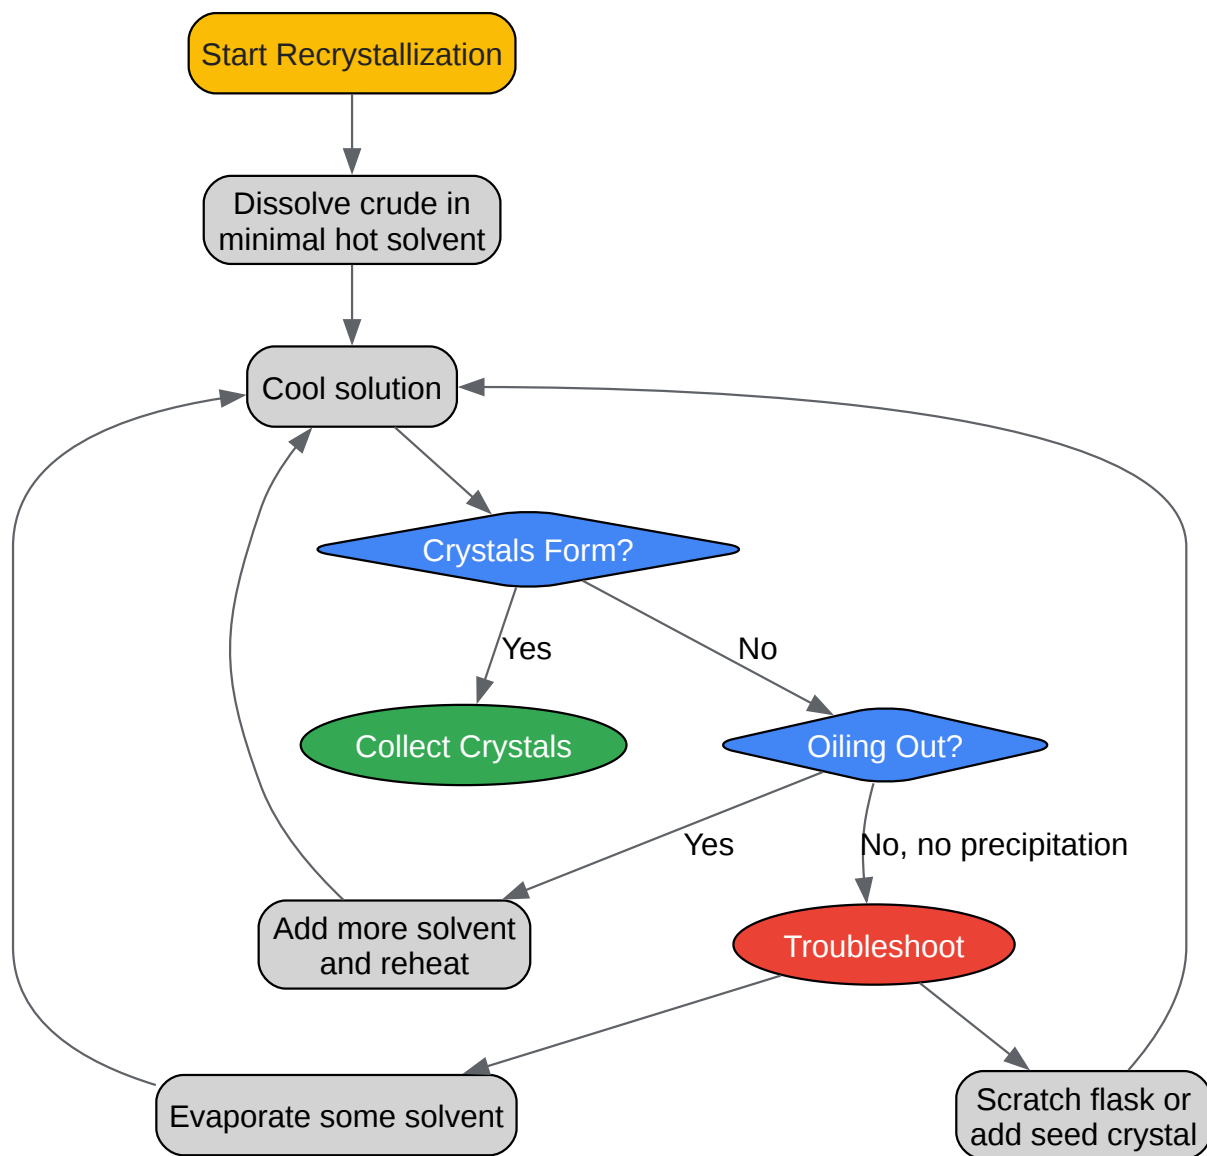 Start Recrystallization
Dissolve crude in
minimal hot solvent
Cool solution
Crystals Form?
Yes
No
Collect Crystals
Oiling Out?
Yes
No, no precipitation
Add more solvent
and reheat
Troubleshoot
Evaporate some solvent
Scratch flask or
add seed crystal